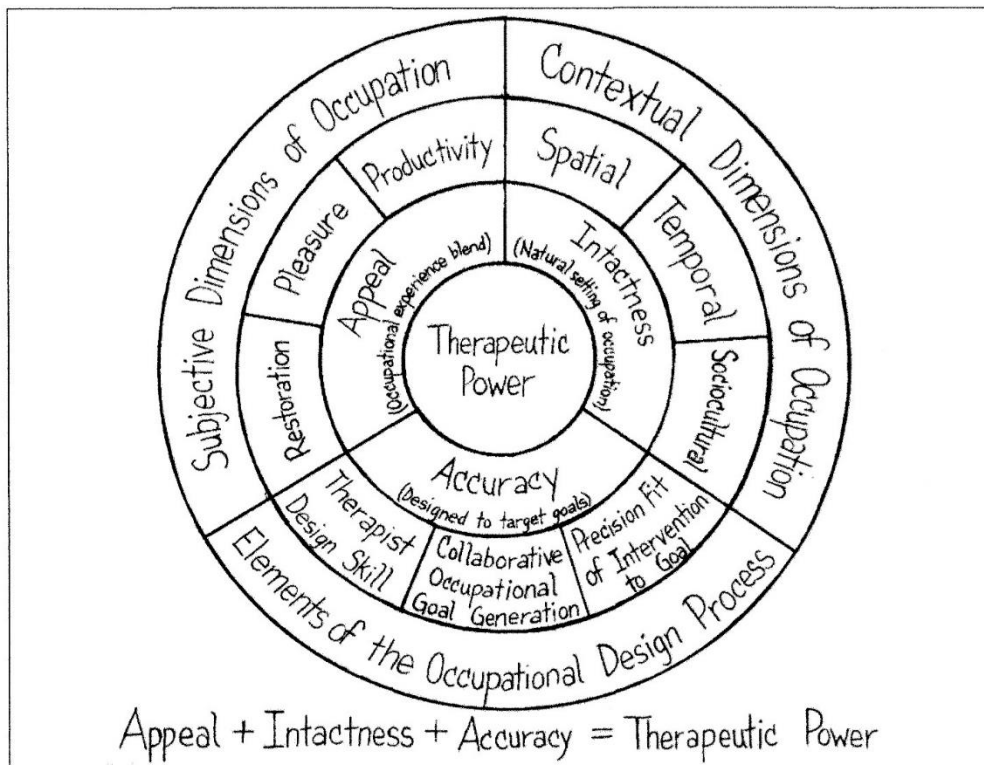 Subjective Dimensions of Occupation
Contextual Dimensions of Occupation
Productivity
Spatial
Pleasure
Temporal
Restoration
Sociocultural
Appeal
(Occupational experience blend)
Intactness
(Natural setting of occupation)
Therapeutic
Power
Accuracy
(Designed to target goals)
Therapist
Design Skill
Collaborative
Occupational
Goal Generation
Precision Fit
of Intervention
to Goal
Elements of the Occupational Design Process
Appeal + Intactness + Accuracy = Therapeutic Power